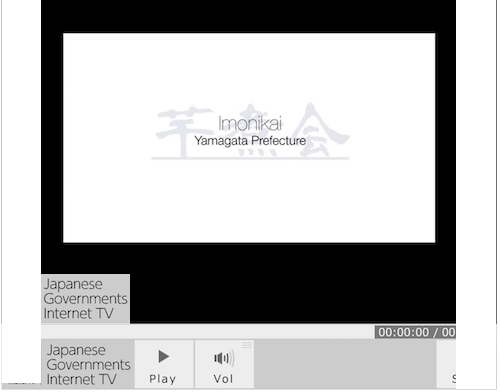 芋煮会
Imonikai
Yamagata Prefecture
Japanese
Governments
Internet TV
00:00:00 / 00
Japanese
Governments
Internet TV
Play
Vol